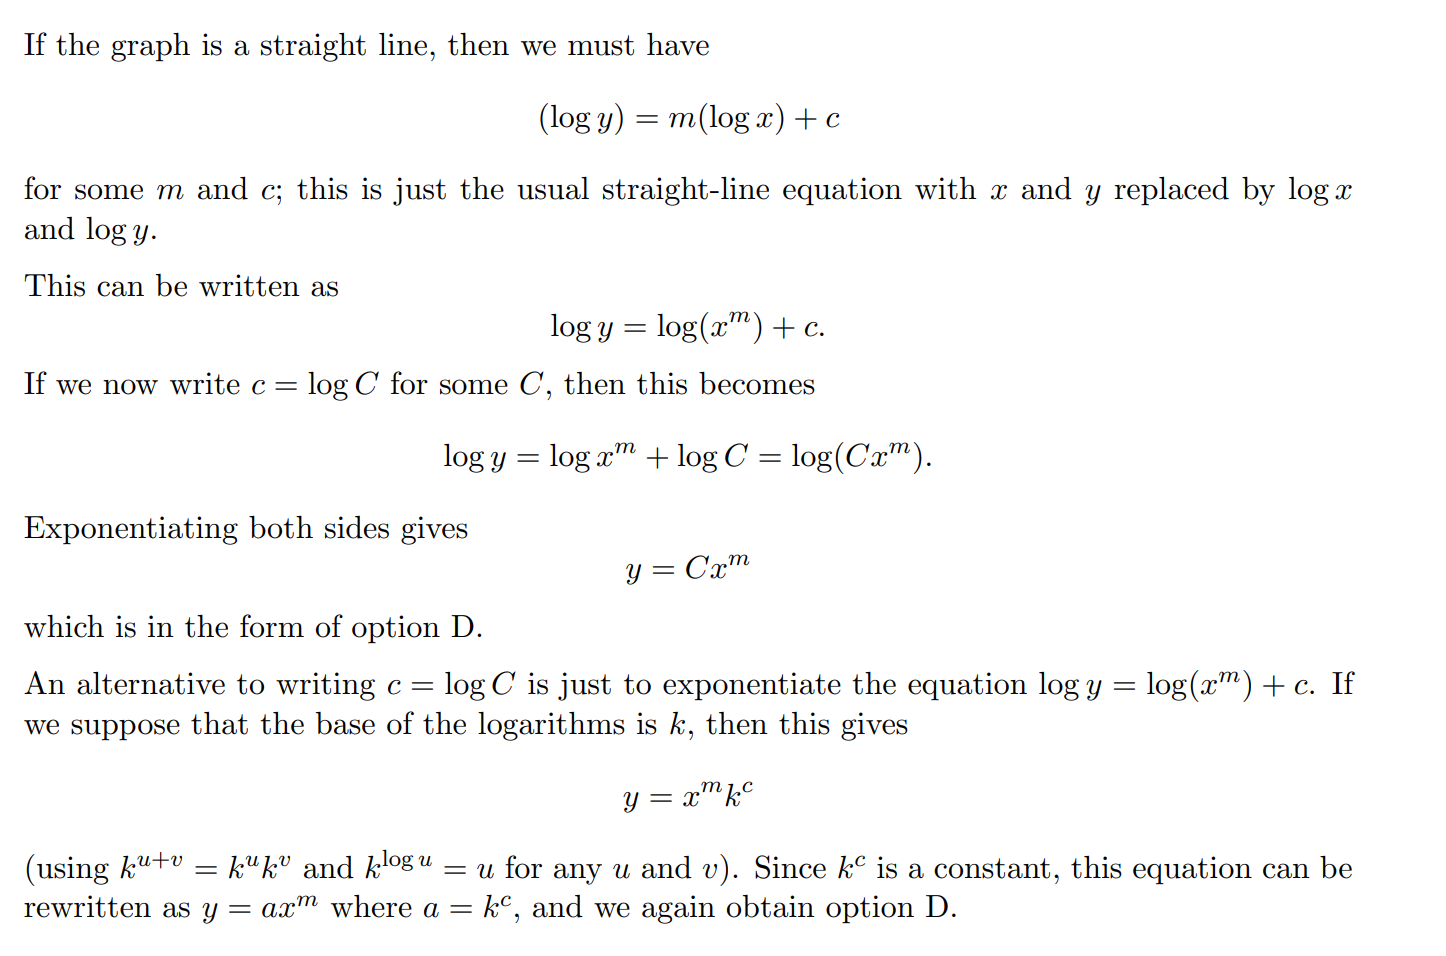 If the graph is a straight line, then we must have
(log y) = m(log x) + c
for some m and c; this is just the usual straight-line equation with x and y replaced by log x
and log y.
This can be written as
log y = log(x^m) + c.
If we now write c = log C for some C, then this becomes
log y = log x^m + log C = log(Cx^m).
Exponentiating both sides gives
y = Cx^m
which is in the form of option D.
An alternative to writing c = log C is just to exponentiate the equation log y = log(x^m) + c. If
we suppose that the base of the logarithms is k, then this gives
y = x^m k^c
(using k^{u+v} = k^u k^v and k^{log u} = u for any u and v). Since k^c is a constant, this equation can be
rewritten as y = ax^m where a = k^c, and we again obtain option D.